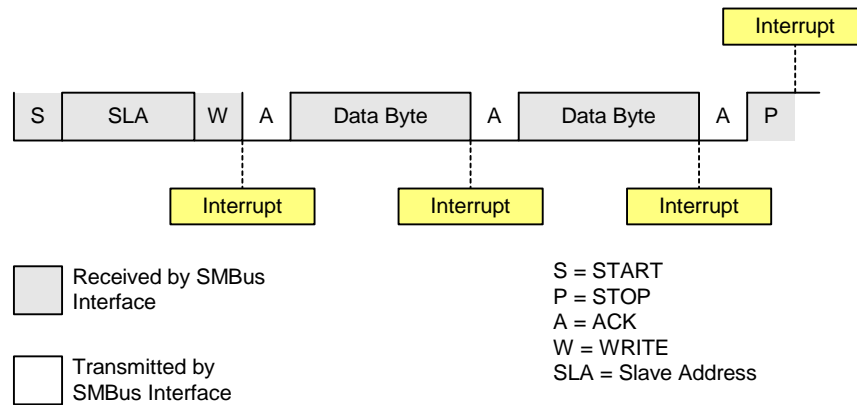 Interrupt
S
SLA
W
A
Data Byte
A
Data Byte
A
P
Interrupt
Interrupt
Interrupt
Received by SMBus
Interface
Transmitted by
SMBus Interface
S = START
P = STOP
A = ACK
W = WRITE
SLA = Slave Address